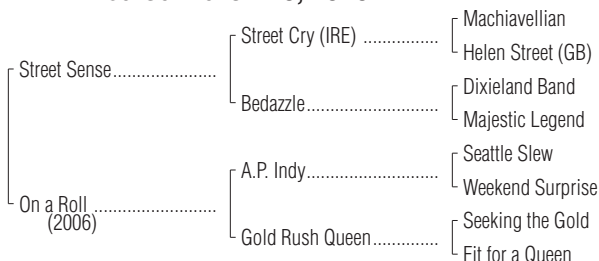 Machiavellian
Street Cry (IRE)
Helen Street (GB)
Street Sense
Dixieland Band
Bedazzle
Majestic Legend
Seattle Slew
A.P. Indy
Weekend Surprise
On a Roll
(2006)
Seeking the Gold
Gold Rush Queen
Fit for a Queen